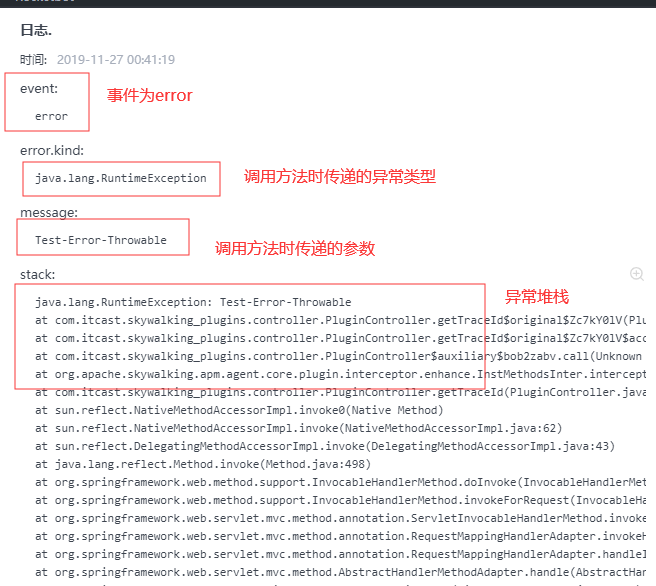 日志.
时间: 2019-11-27 00:41:19
event:
error
事件为error
error.kind:
java.lang.RuntimeException
调用方法时传递的异常类型
message:
Test-Error-Throwable
调用方法时传递的参数
stack:
异常堆栈
java.lang.RuntimeException: Test-Error-Throwable
at com.itcast.skywalking_plugins.controller.PluginController.getTraceId$original$Zc7kY0lV(Plu
at com.itcast.skywalking_plugins.controller.PluginController.getTraceId$original$Zc7kY0lV$acc
at com.itcast.skywalking_plugins.controller.PluginController$auxiliary$bob2zabv.call(Unknown
at org.apache.skywalking.apm.agent.core.plugin.interceptor.enhance.InstMethodsInter.intercept
at com.itcast.skywalking_plugins.controller.PluginController.getTraceId(PluginController.java
at sun.reflect.NativeMethodAccessorImpl.invoke0(Native Method)
at sun.reflect.NativeMethodAccessorImpl.invoke(NativeMethodAccessorImpl.java:62)
at sun.reflect.DelegatingMethodAccessorImpl.invoke(DelegatingMethodAccessorImpl.java:43)
at java.lang.reflect.Method.invoke(Method.java:498)
at org.springframework.web.method.support.InvocableHandlerMethod.doInvoke(InvocableHandlerMet
at org.springframework.web.method.support.InvocableHandlerMethod.invokeForRequest(InvocableHa
at org.springframework.web.servlet.mvc.method.annotation.ServletInvocableHandlerMethod.invoke
at org.springframework.web.servlet.mvc.method.annotation.RequestMappingHandlerAdapter.invokeH
at org.springframework.web.servlet.mvc.method.annotation.RequestMappingHandlerAdapter.handleI
at org.springframework.web.servlet.mvc.method.AbstractHandlerMethodAdapter.handle(AbstractHan